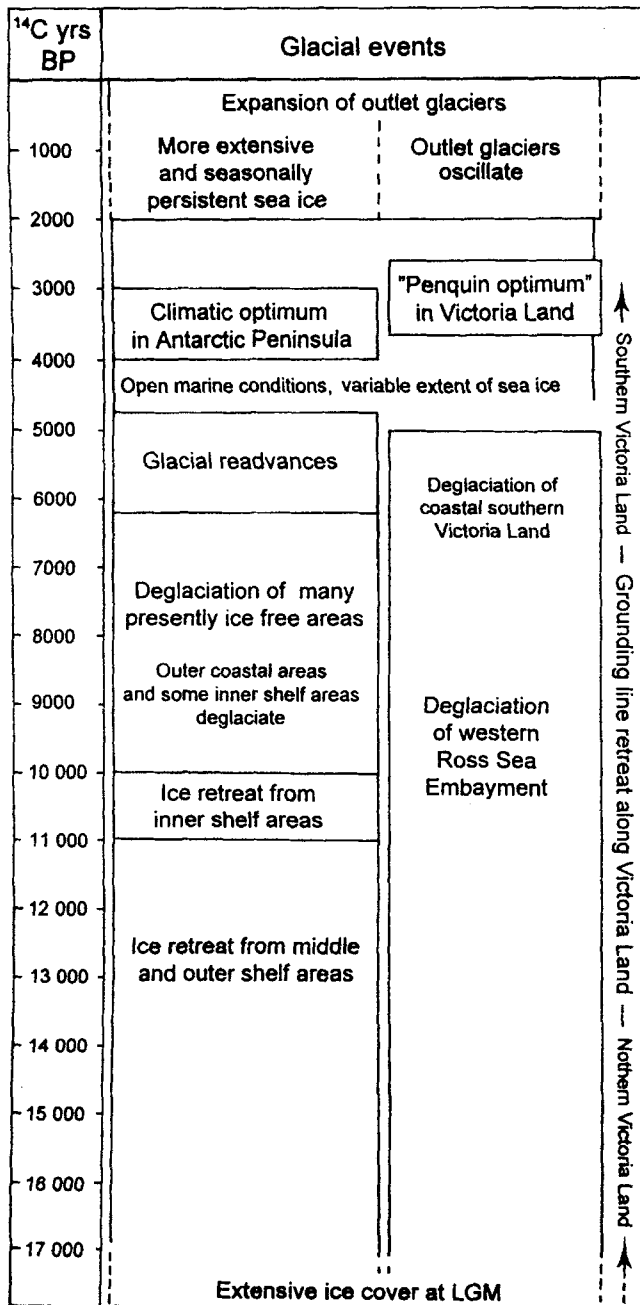 ¹⁴C yrs
BP
Glacial events
Expansion of outlet glaciers
More extensive
and seasonally
persistent sea ice
Outlet glaciers
oscillate
1000
2000
3000
4000
5000
6000
7000
8000
9000
10 000
11 000
12 000
13 000
14 000
15 000
16 000
17 000
Climatic optimum
in Antarctic Peninsula
"Penquin optimum"
in Victoria Land
Open marine conditions, variable extent of sea ice
Glacial readvances
Deglaciation of
coastal southern
Victoria Land
Deglaciation of many
presently ice free areas
Outer coastal areas
and some inner shelf areas
deglaciate
Deglaciation
of western
Ross Sea
Embayment
Ice retreat from
inner shelf areas
Ice retreat from middle
and outer shelf areas
Extensive ice cover at LGM
Southern Victoria Land — Grounding line retreat along Victoria Land — Nothern Victoria Land